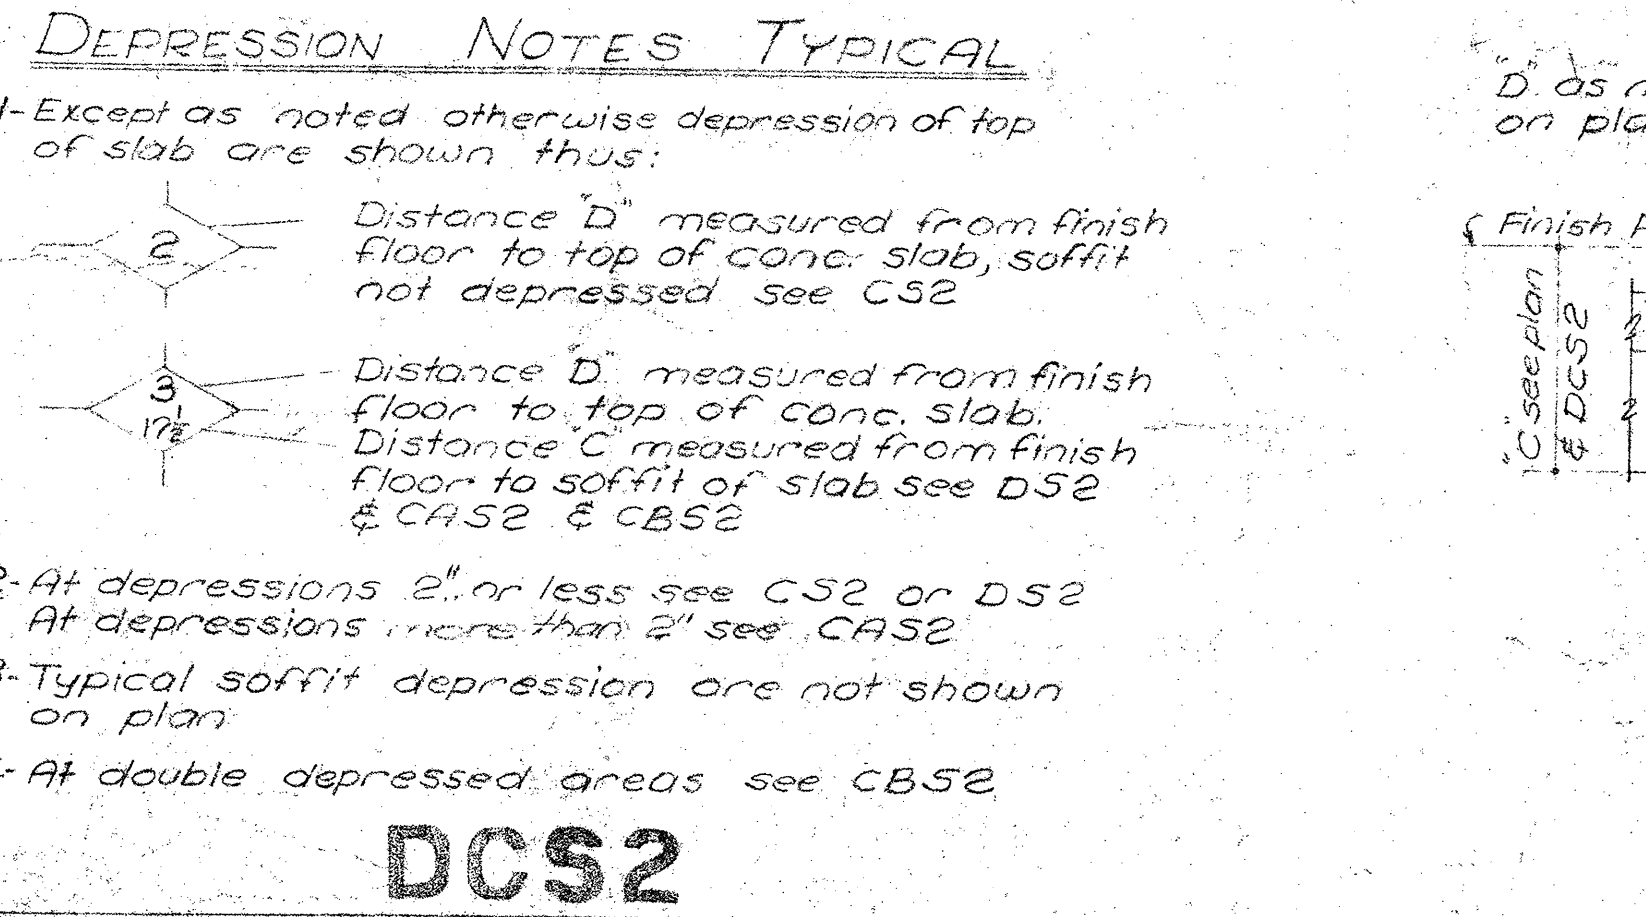 DEPRESSION NOTES TYPICAL
1- Except as noted otherwise depression of top
of slab are shown thus:
2
Distance "D" measured from finish
floor to top of conc. slab, soffit
not depressed see CS2
3
17½
Distance "D" measured from finish
floor to top of conc. slab.
Distance "C" measured from finish
floor to soffit of slab see DS2
& CAS2 & CBS2
2- At depressions 2" or less see CS2 or DS2
At depressions more than 2" see CAS2
- Typical soffit depression are not shown
on plan
- At double depressed areas see CBS2
DCS2
"D" as
on
Finish
"C" see plan
& DCS2